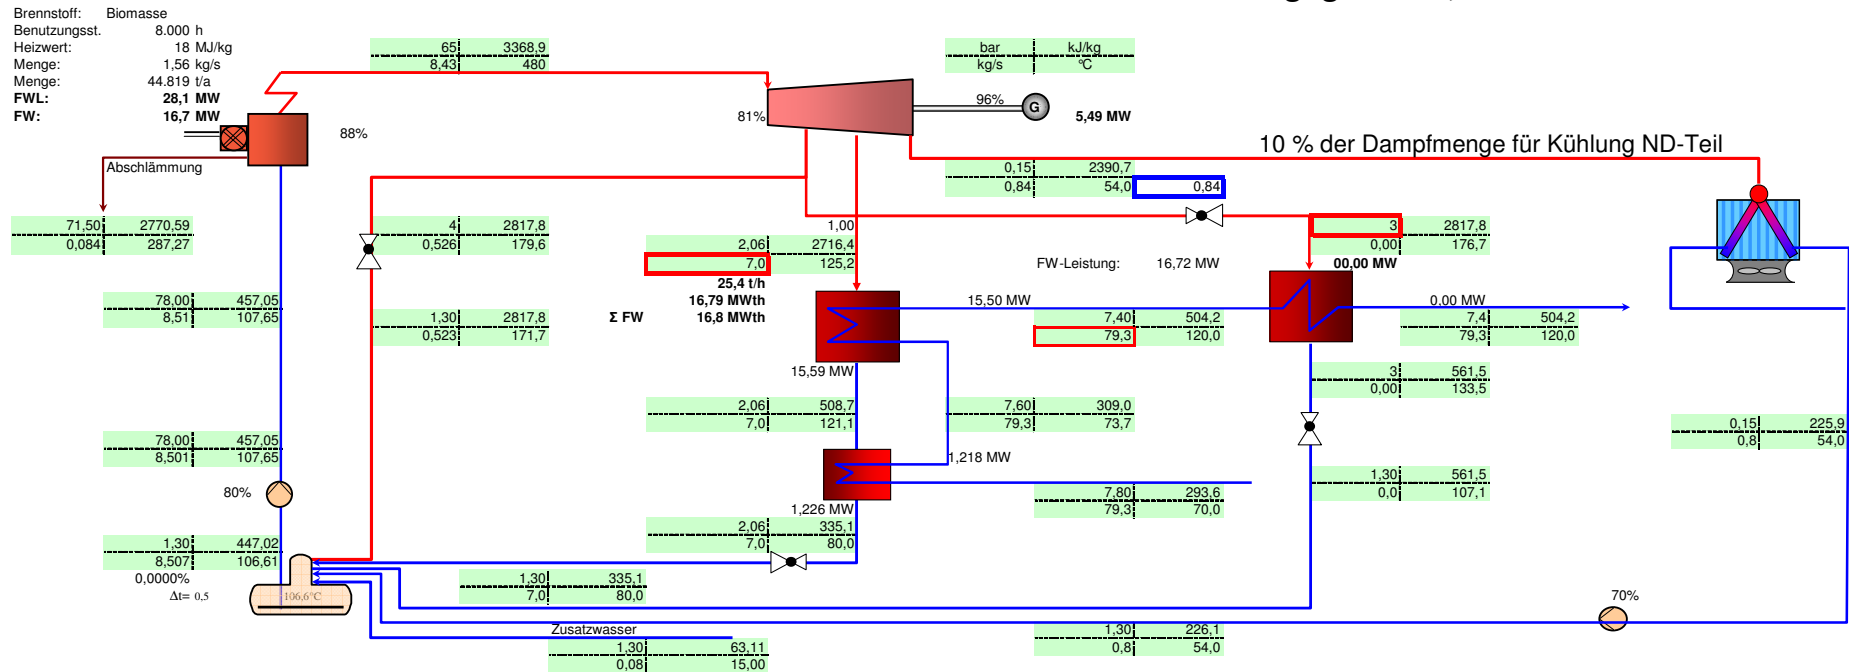 Brennstoff: Biomasse
Benutzungsst. 8.000 h
Heizwert: 18 MJ/kg
Menge: 1,56 kg/s
Menge: 44.819 t/a
FWL: 28,1 MW
FW: 16,7 MW
65 3368,9
8,43 480
bar kJ/kg
kg/s °C
81%
96%
G
5,49 MW
88%
10 % der Dampfmenge für Kühlung ND-Teil
Abschlämmung
0,15 2390,7
0,84 54,0 0,84
71,50 2770,59
0,084 287,27
4 2817,8
0,526 179,6
1,00
2,06 2716,4
7,0 125,2
25,4 t/h
16,79 MWth
Σ FW 16,8 MWth
FW-Leistung: 16,72 MW
3 2817,8
0,00 176,7
00,00 MW
78,00 457,05
8,51 107,65
1,30 2817,8
0,523 171,7
15,50 MW
7,40 504,2
79,3 120,0
0,00 MW
7,4 504,2
79,3 120,0
15,59 MW
3 561,5
0,00 133,5
2,06 508,7
7,0 121,1
7,60 309,0
79,3 73,7
0,15 225,9
0,8 54,0
78,00 457,05
8,501 107,65
1,218 MW
80%
7,80 293,6
79,3 70,0
1,30 561,5
0,0 107,1
1,226 MW
2,06 335,1
7,0 80,0
1,30 447,02
8,507 106,61
0,0000%
Δt= 0,5
106,6°C
1,30 335,1
7,0 80,0
70%
Zusatzwasser
1,30 63,11
0,08 15,00
1,30 226,1
0,8 54,0